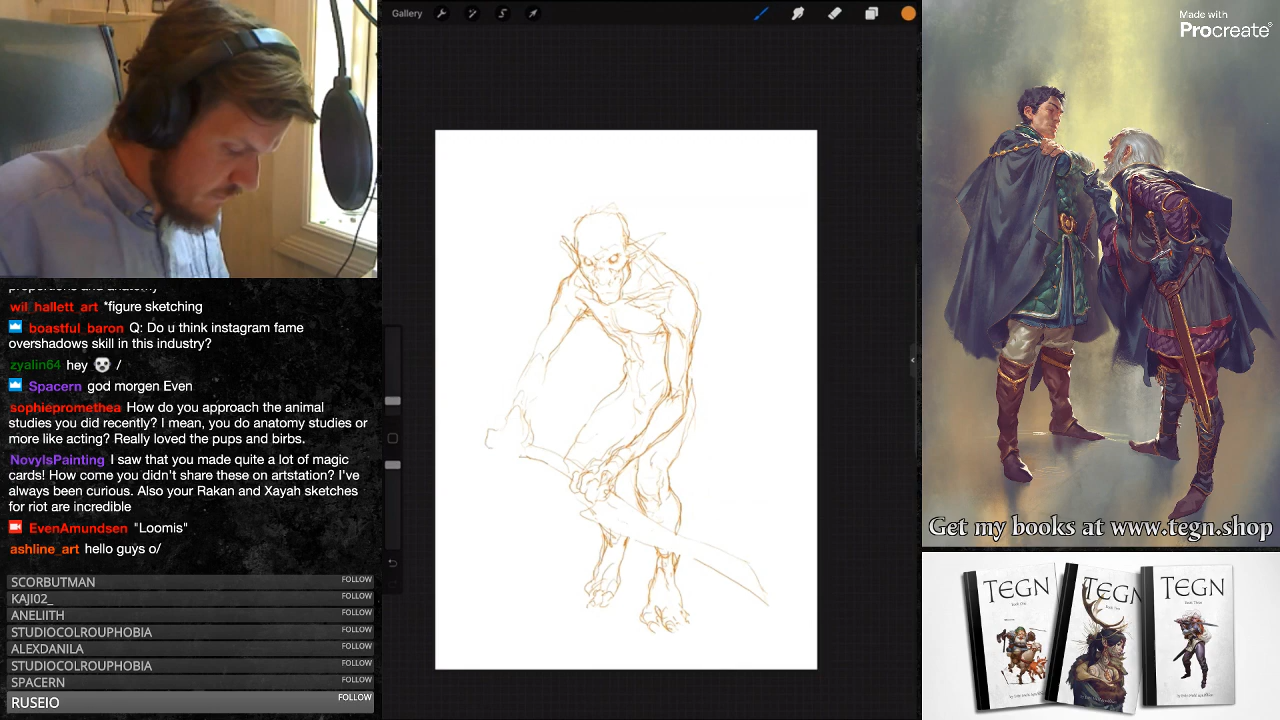 Gallery
Made with
Procreate®
proportions and anatomy
wil_hallett_art *figure sketching
boastful_baron Q: Do u think instagram fame
overshadows skill in this industry?
zyalin64 hey /
Spacern god morgen Even
sophiepromethea How do you approach the animal
studies you did recently? I mean, you do anatomy studies or
more like acting? Really loved the pups and birbs.
NovyIsPainting I saw that you made quite a lot of magic
cards! How come you didn't share these on artstation? I've
always been curious. Also your Rakan and Xayah sketches
for riot are incredible
EvenAmundsen "Loomis"
ashline_art hello guys o/
SCORBUTMAN FOLLOW
KAJI02_ FOLLOW
ANELIITH FOLLOW
STUDIOCOLROUPHOBIA FOLLOW
ALEXDANILA FOLLOW
STUDIOCOLROUPHOBIA FOLLOW
SPACERN FOLLOW
RUSEIO FOLLOW
Get my books at www.tegn.shop
TEGN
TEGN
TEGN